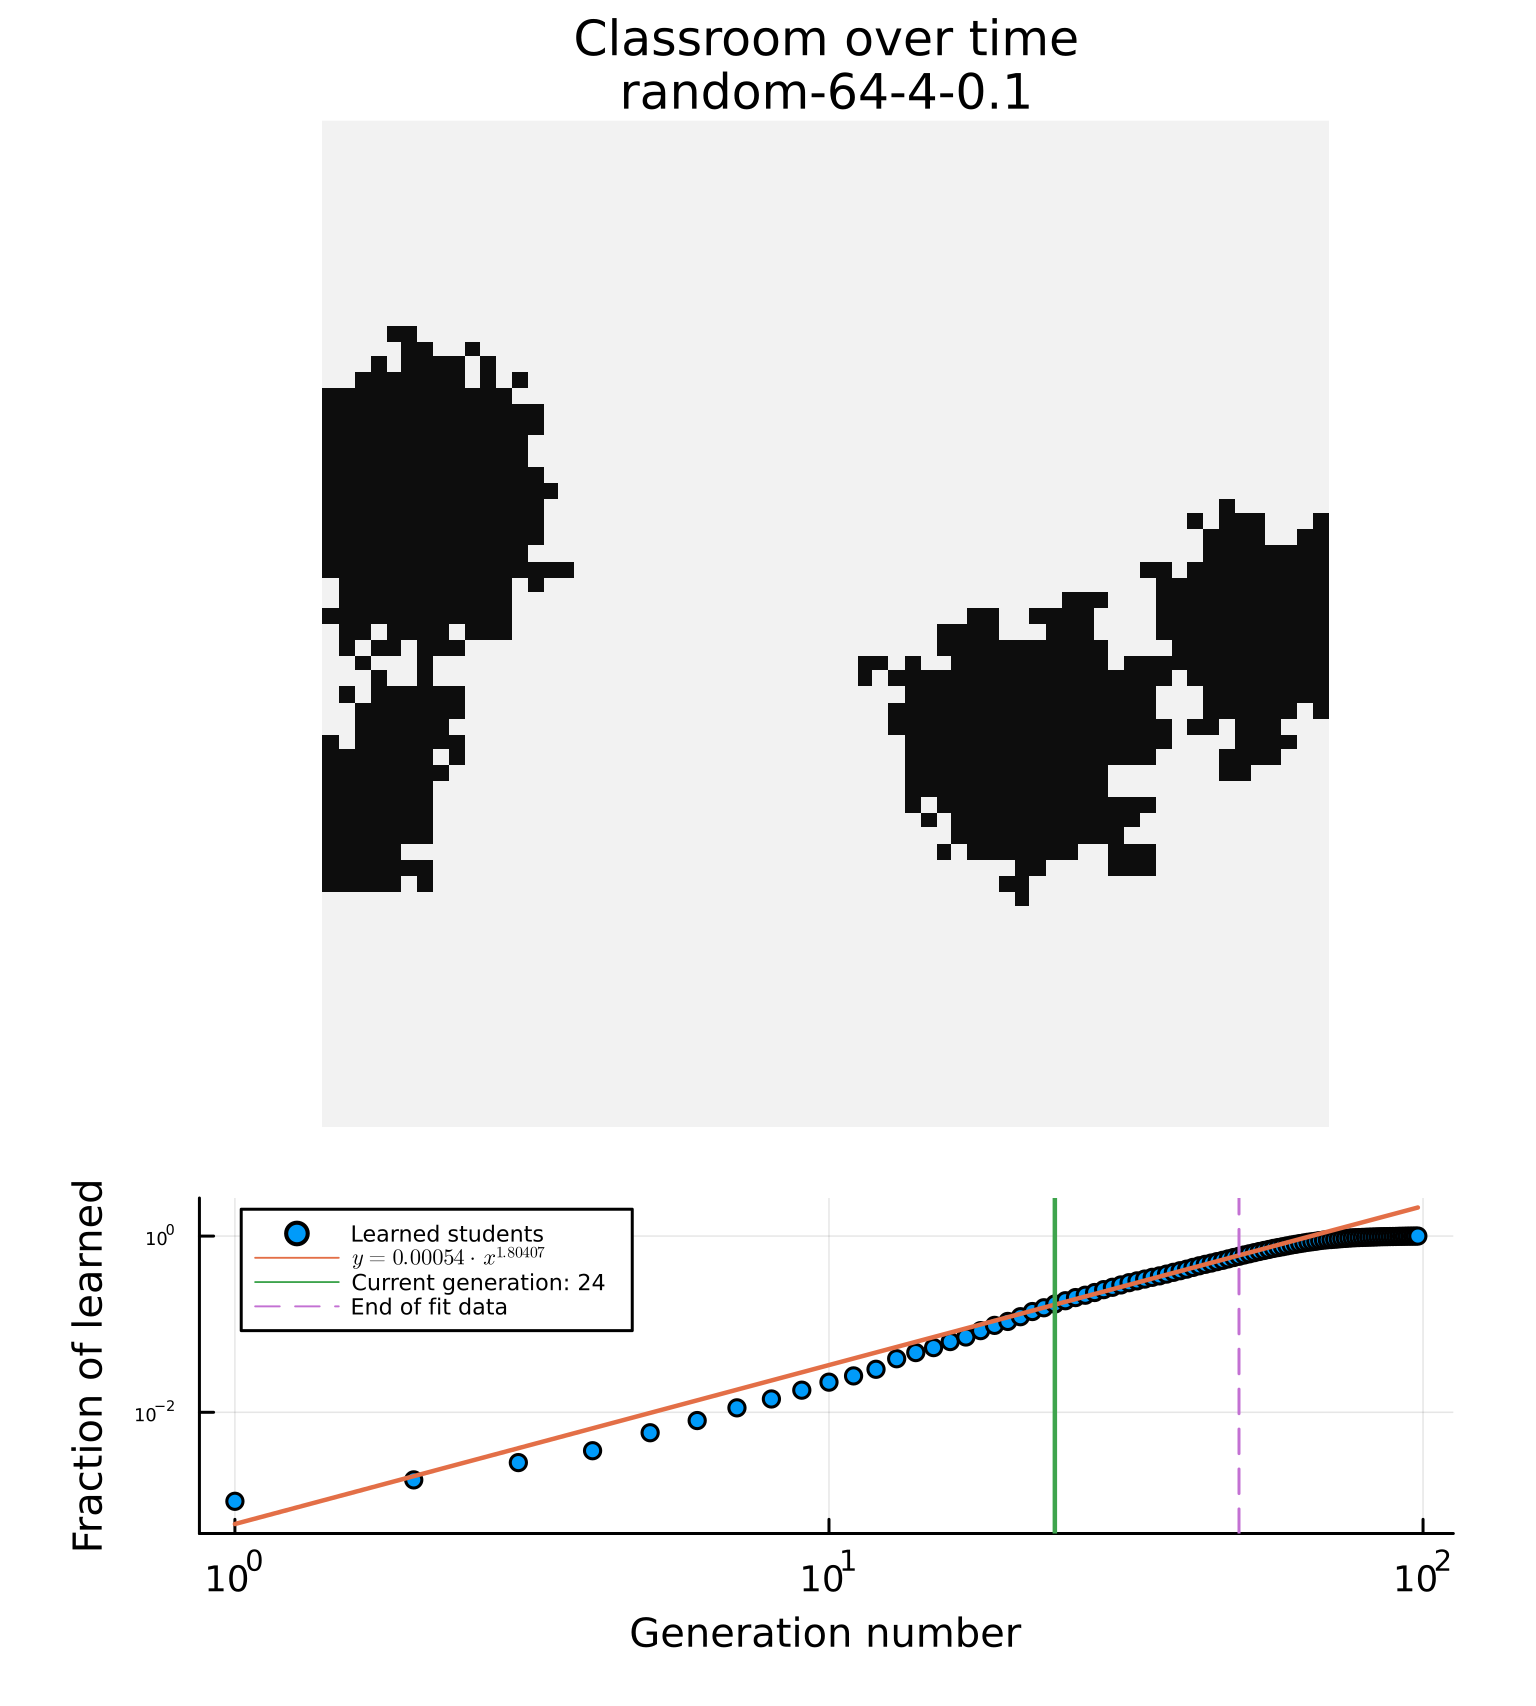 Classroom over time
random-64-4-0.1
Fraction of learned
10^0
10^-2
Learned students
y = 0.00054 · x^1.80407
Current generation: 24
End of fit data
10^0 10^1 10^2
Generation number